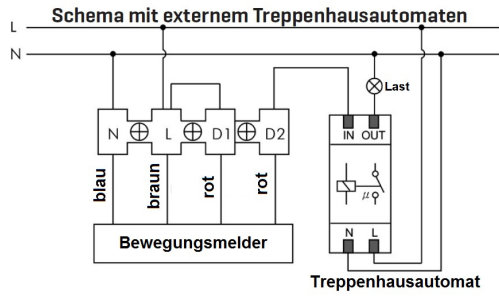 Schema mit externem Treppenhausautomaten
L
N
Last
N L D1 D2
IN OUT
blau braun rot rot
μ
N L
Bewegungsmelder
Treppenhausautomat